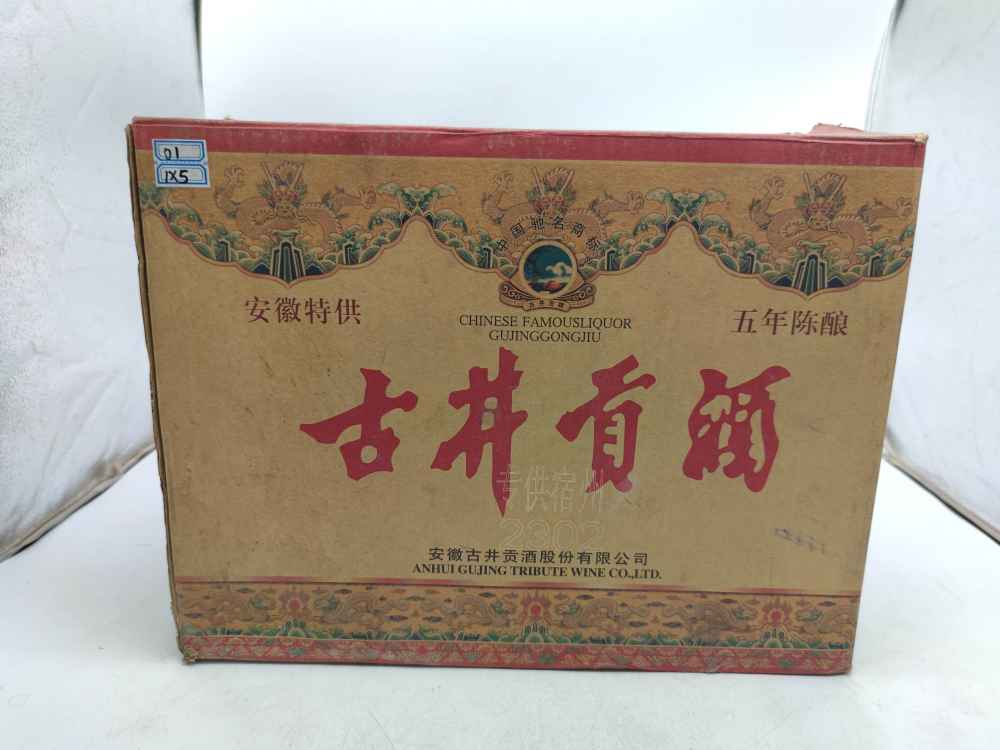 01
1X5
中国驰名商标
安徽特供
CHINESE FAMOUSLIQUOR
GUJINGGONGJIU
五年陈酿
古井贡酒
专供宿州
2302
安徽古井贡酒股份有限公司
ANHUI GUJING TRIBUTE WINE CO.,LTD.